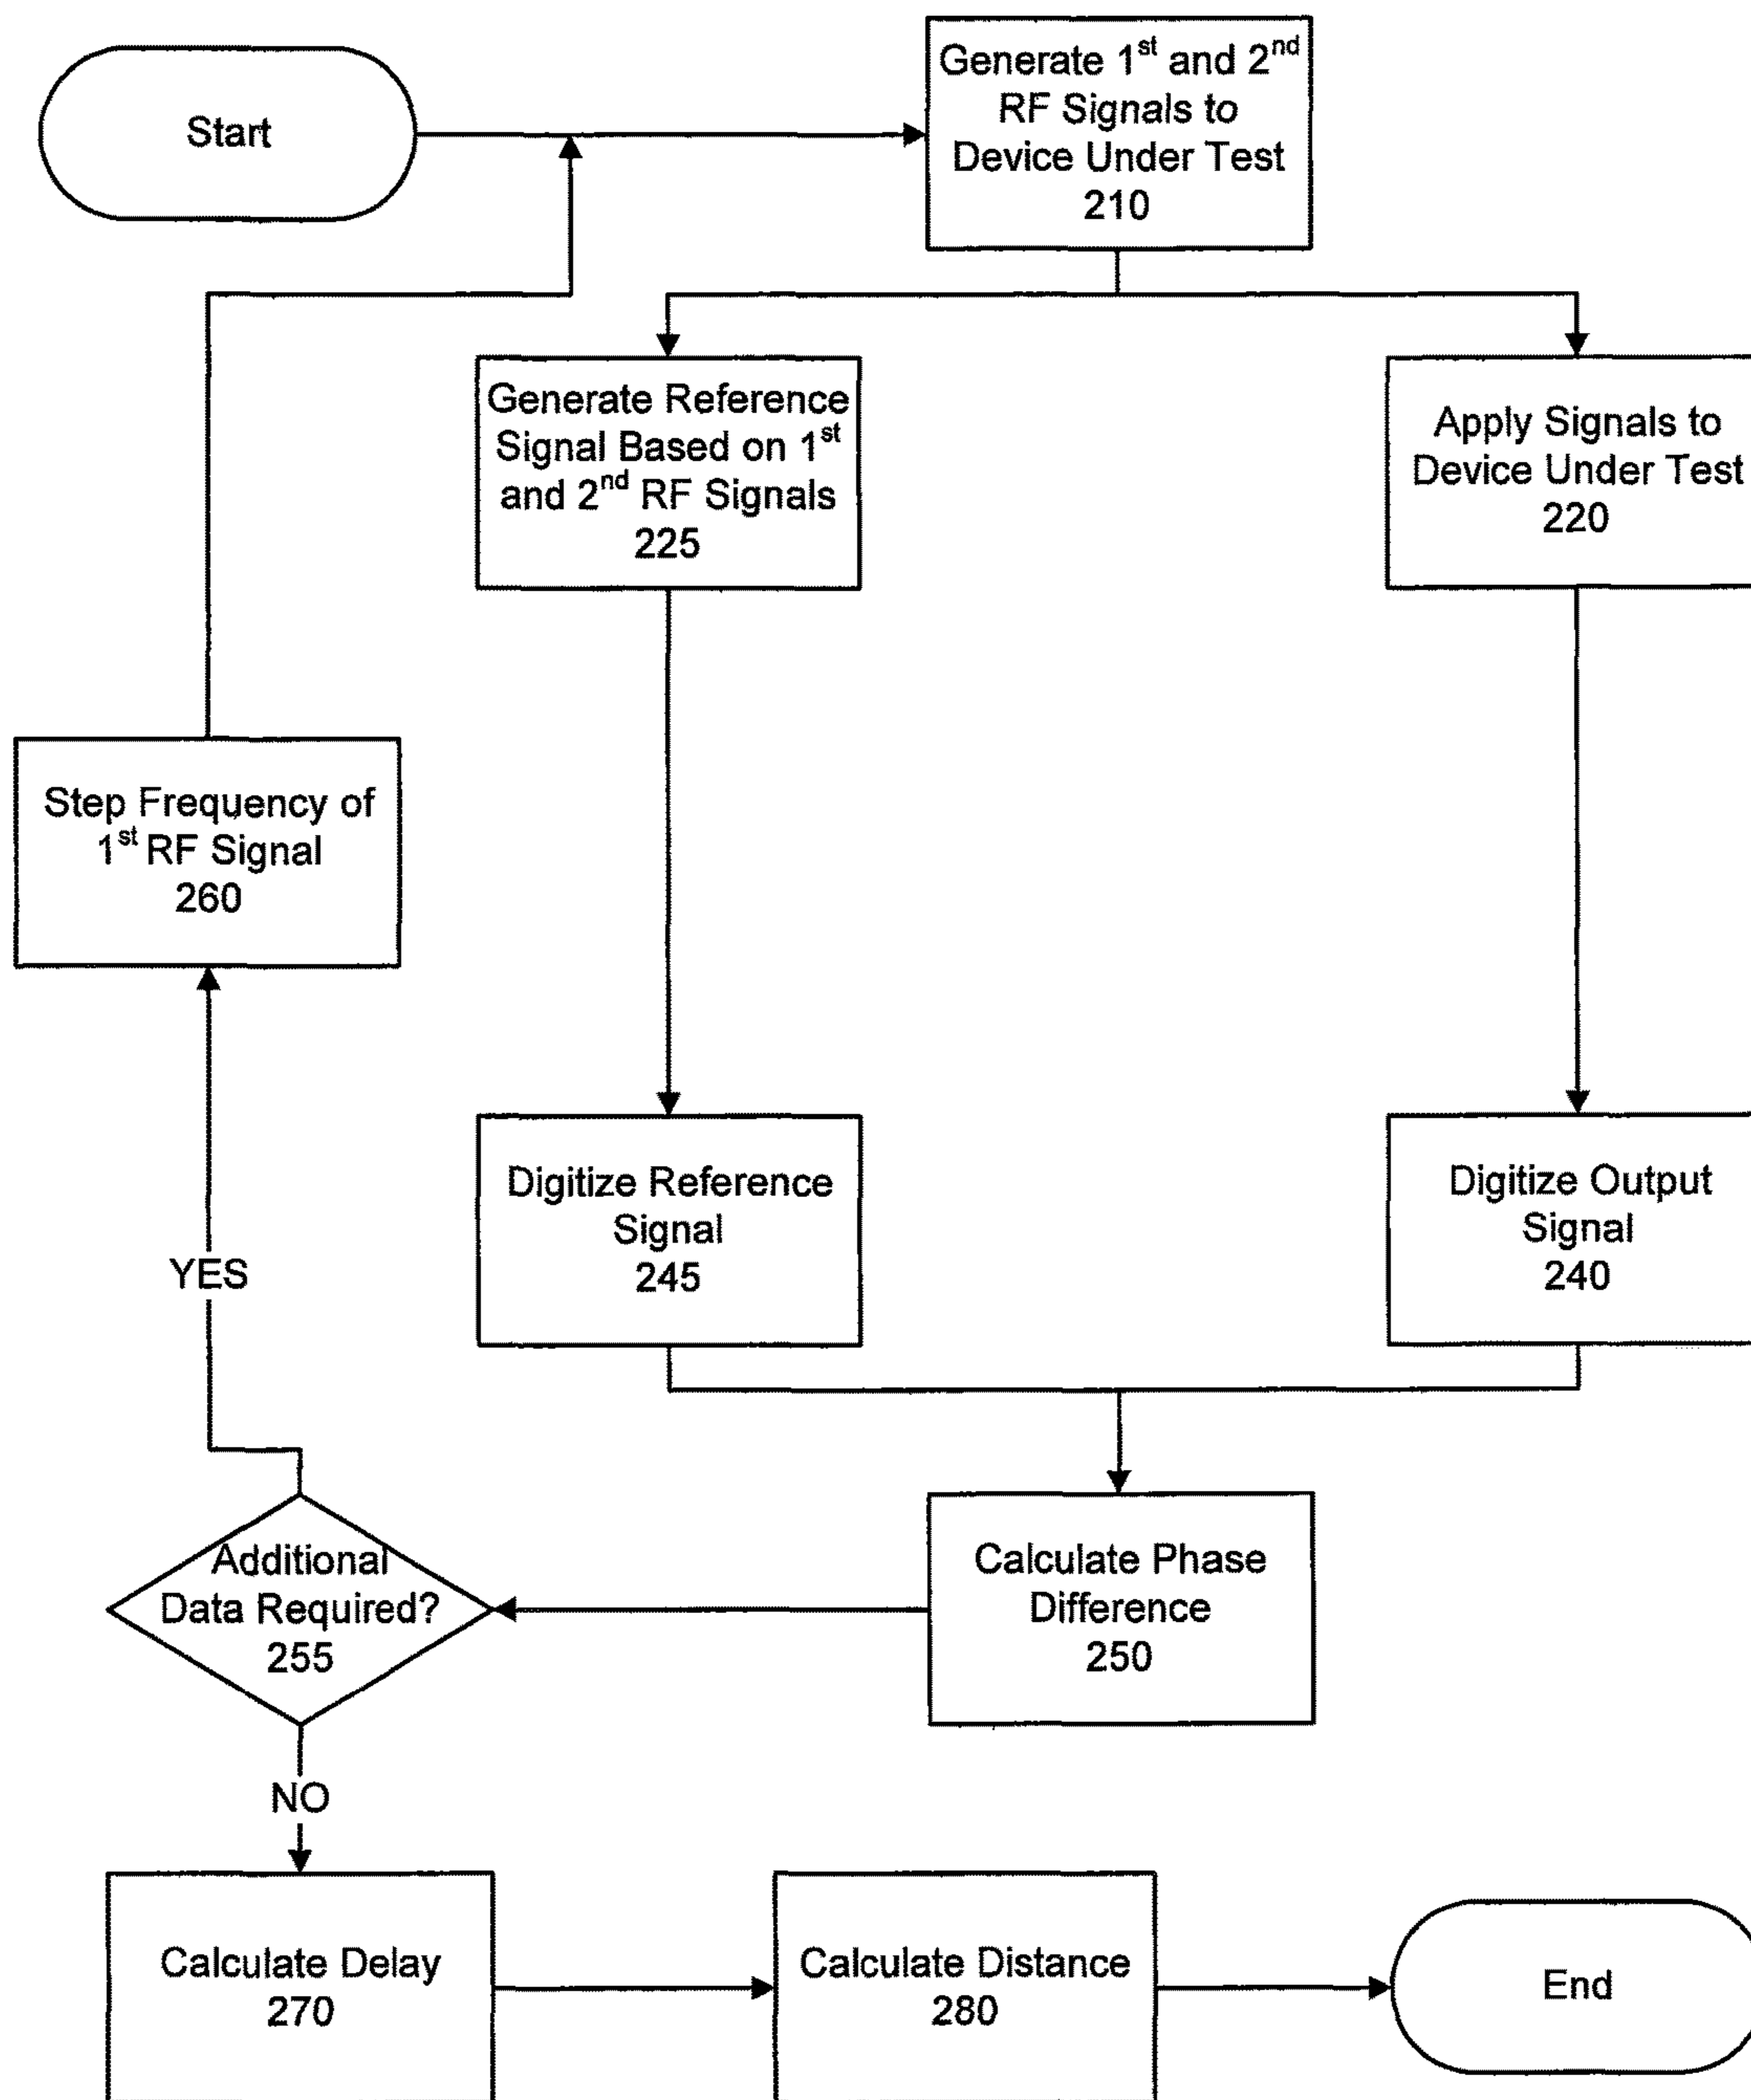 Start
Generate 1st and 2nd
RF Signals to
Device Under Test
210
Generate Reference
Signal Based on 1st
and 2nd RF Signals
225
Apply Signals to
Device Under Test
220
Step Frequency of
1st RF Signal
260
Digitize Reference
Signal
245
Digitize Output
Signal
240
YES
Additional
Data Required?
255
Calculate Phase
Difference
250
NO
Calculate Delay
270
Calculate Distance
280
End